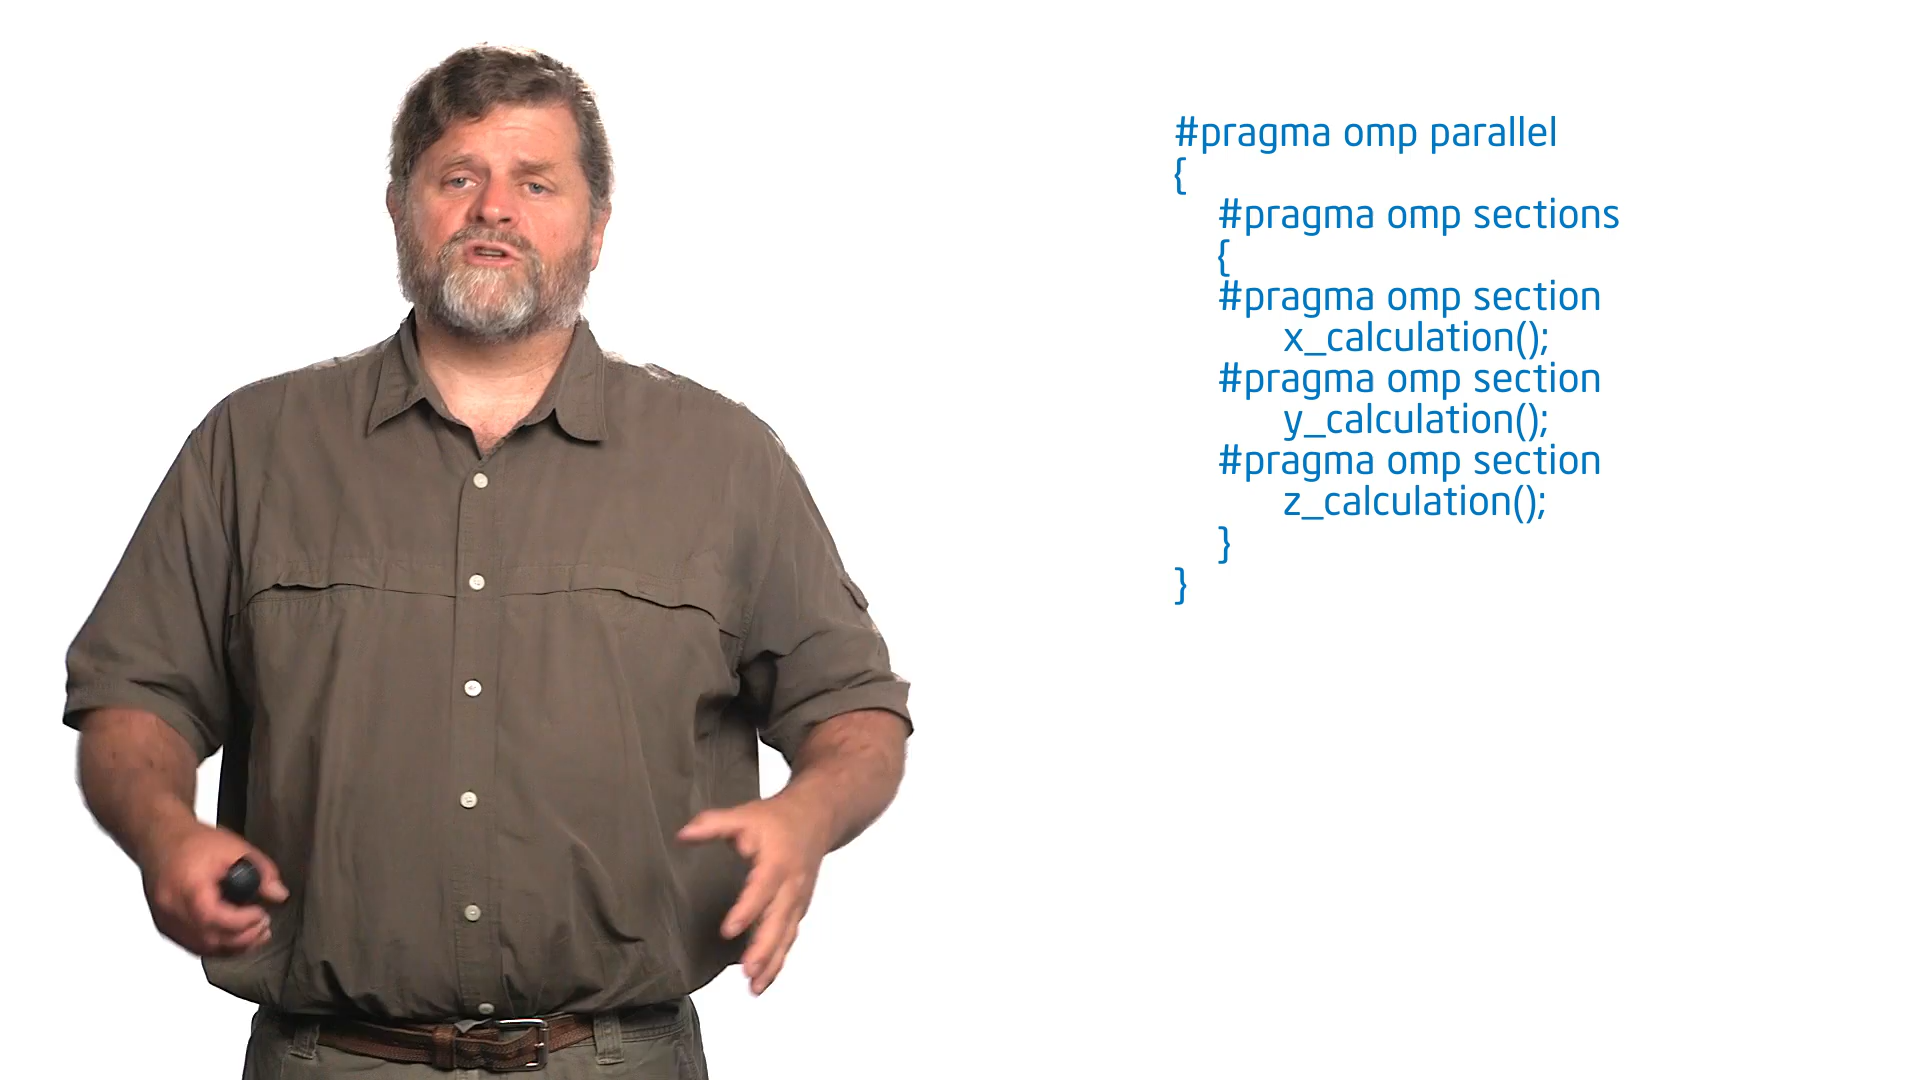 #pragma omp parallel
{
#pragma omp sections
{
#pragma omp section
x_calculation();
#pragma omp section
y_calculation();
#pragma omp section
z_calculation();
}
}